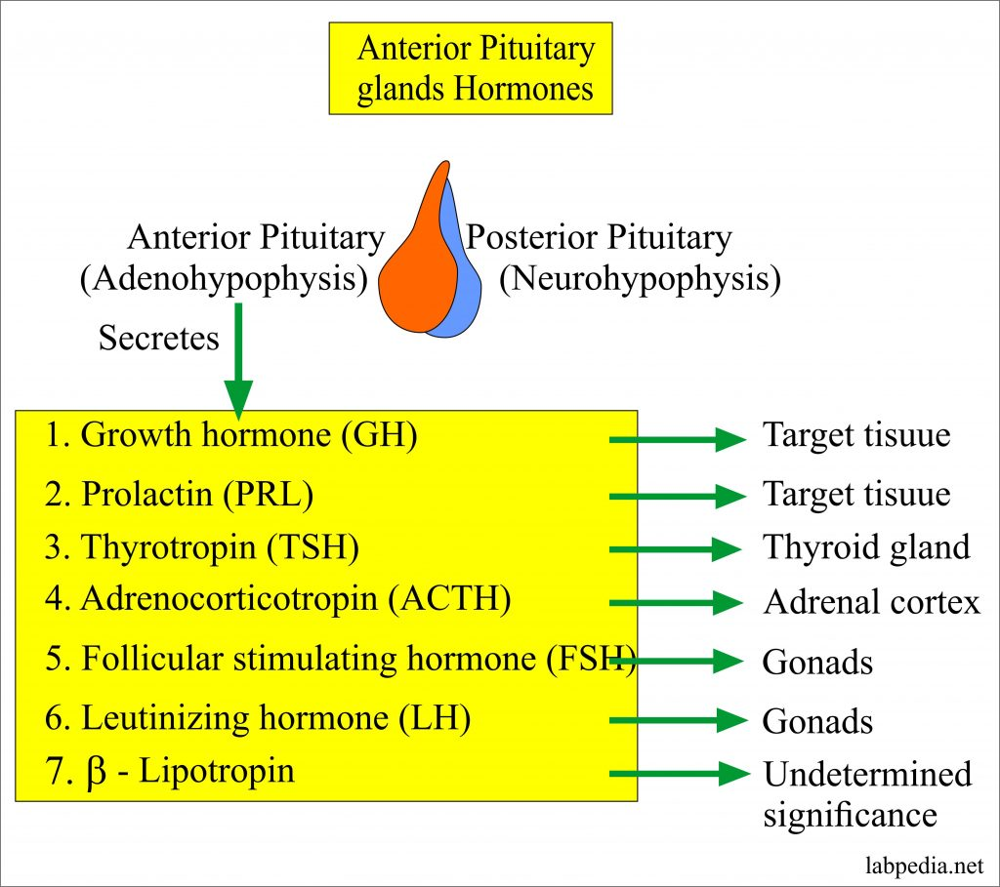 Anterior Pituitary
glands Hormones
Anterior Pituitary
(Adenohypophysis)
Posterior Pituitary
(Neurohypophysis)
Secretes
1. Growth hormone (GH)
Target tisuue
2. Prolactin (PRL)
Target tisuue
3. Thyrotropin (TSH)
Thyroid gland
4. Adrenocorticotropin (ACTH)
Adrenal cortex
5. Follicular stimulating hormone (FSH)
Gonads
6. Leutinizing hormone (LH)
Gonads
7. β - Lipotropin
Undetermined
significance
labpedia.net